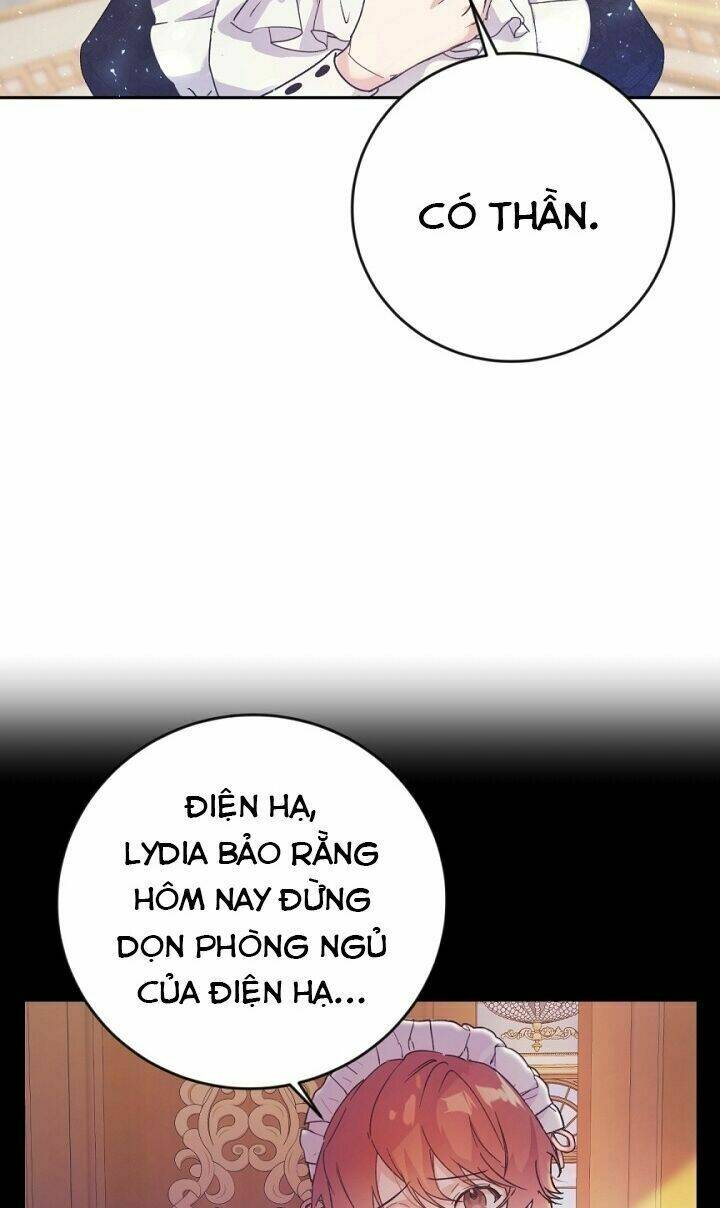 CÓ THẦN.
ĐIỆN HẠ,
LYDIA BẢO RẰNG
HÔM NAY ĐỪNG
DỌN PHÒNG NGỦ
CỦA ĐIỆN HẠ...